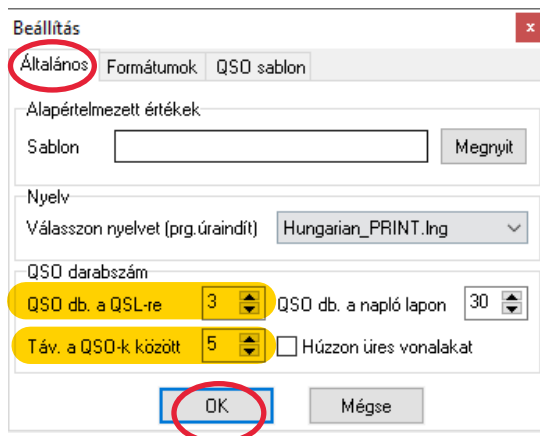 Beállítás x
Általános Formátumok QSO sablon
Alapértelmezett értékek
Sablon Megnyit
Nyelv
Válasszon nyelvet (prg.úraindít) Hungarian_PRINT.lng
QSO darabszám
QSO db. a QSL-re 3 QSO db. a napló lapon 30
Táv. a QSO-k között 5 Húzzon üres vonalakat
OK Mégse